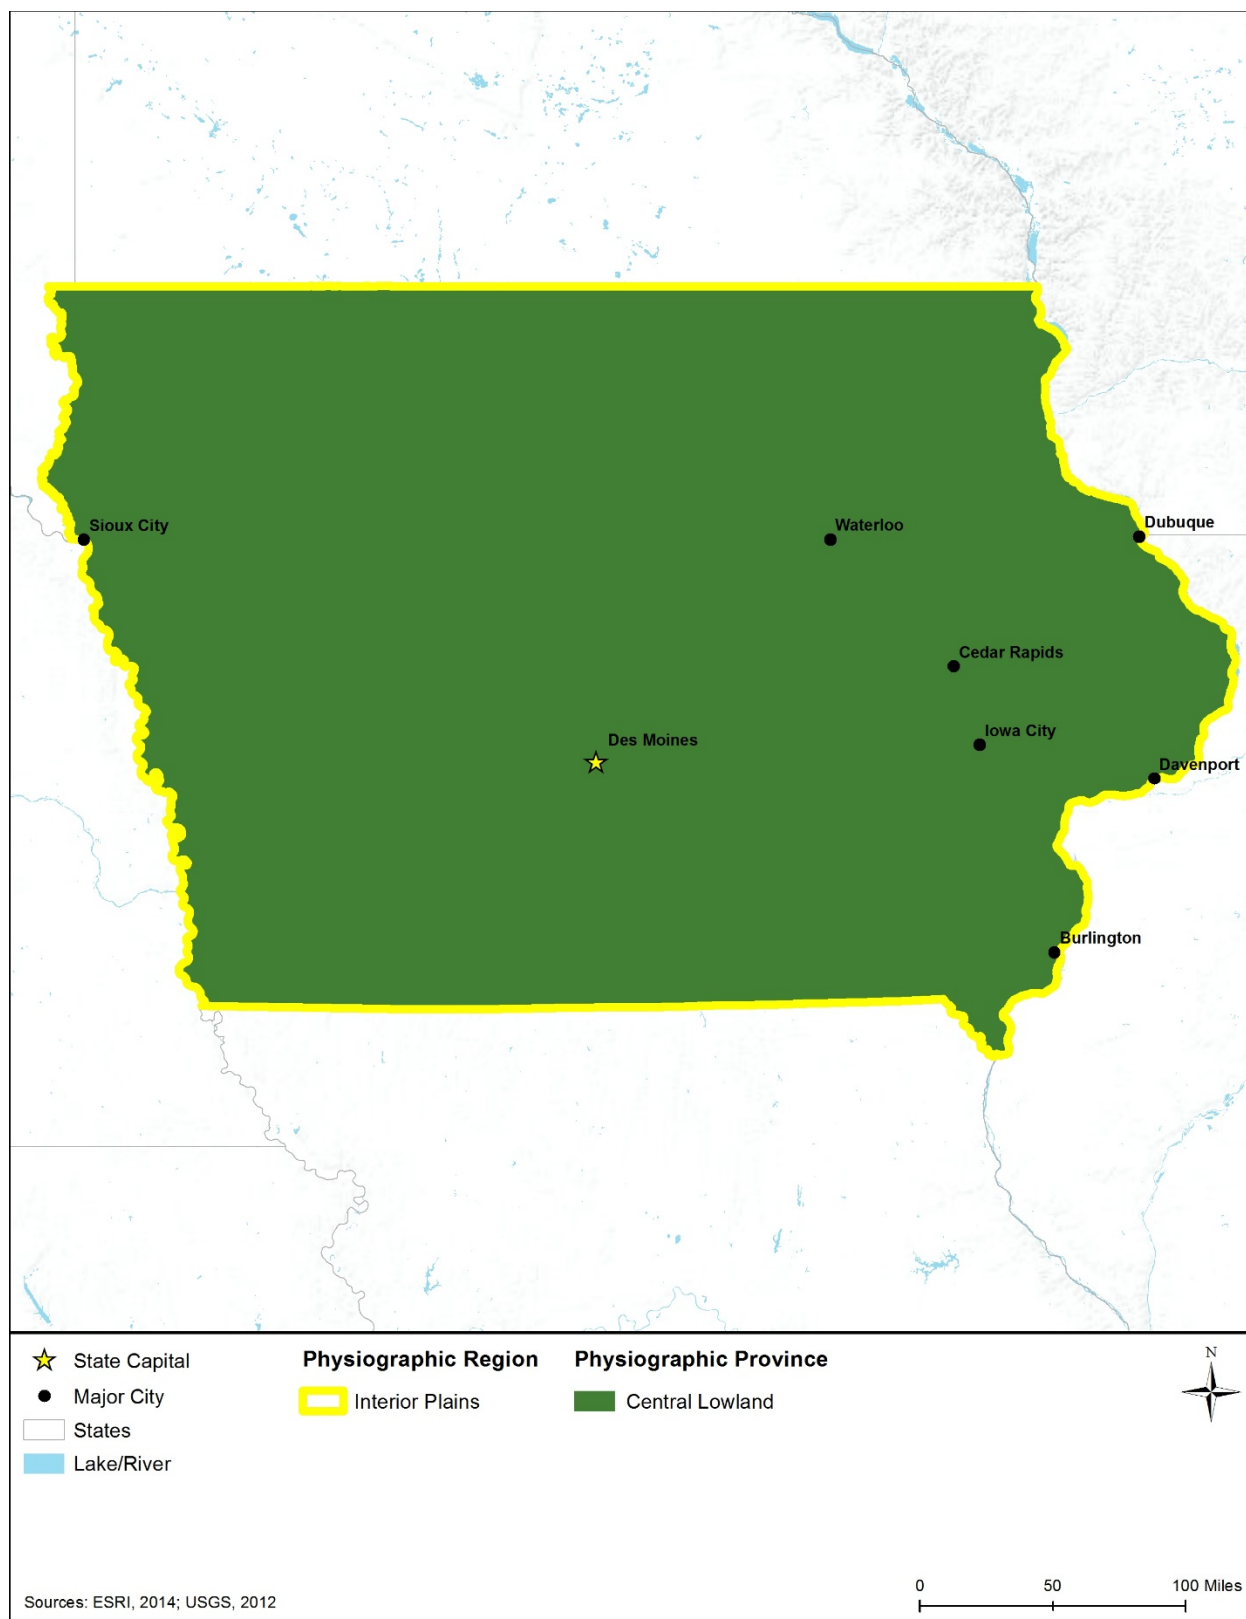 Sioux City
Waterloo
Dubuque
Cedar Rapids
Iowa City
Des Moines
Davenport
Burlington
State Capital
Major City
States
Lake/River
Physiographic Region
Interior Plains
Physiographic Province
Central Lowland
N
0 50 100 Miles
Sources: ESRI, 2014; USGS, 2012